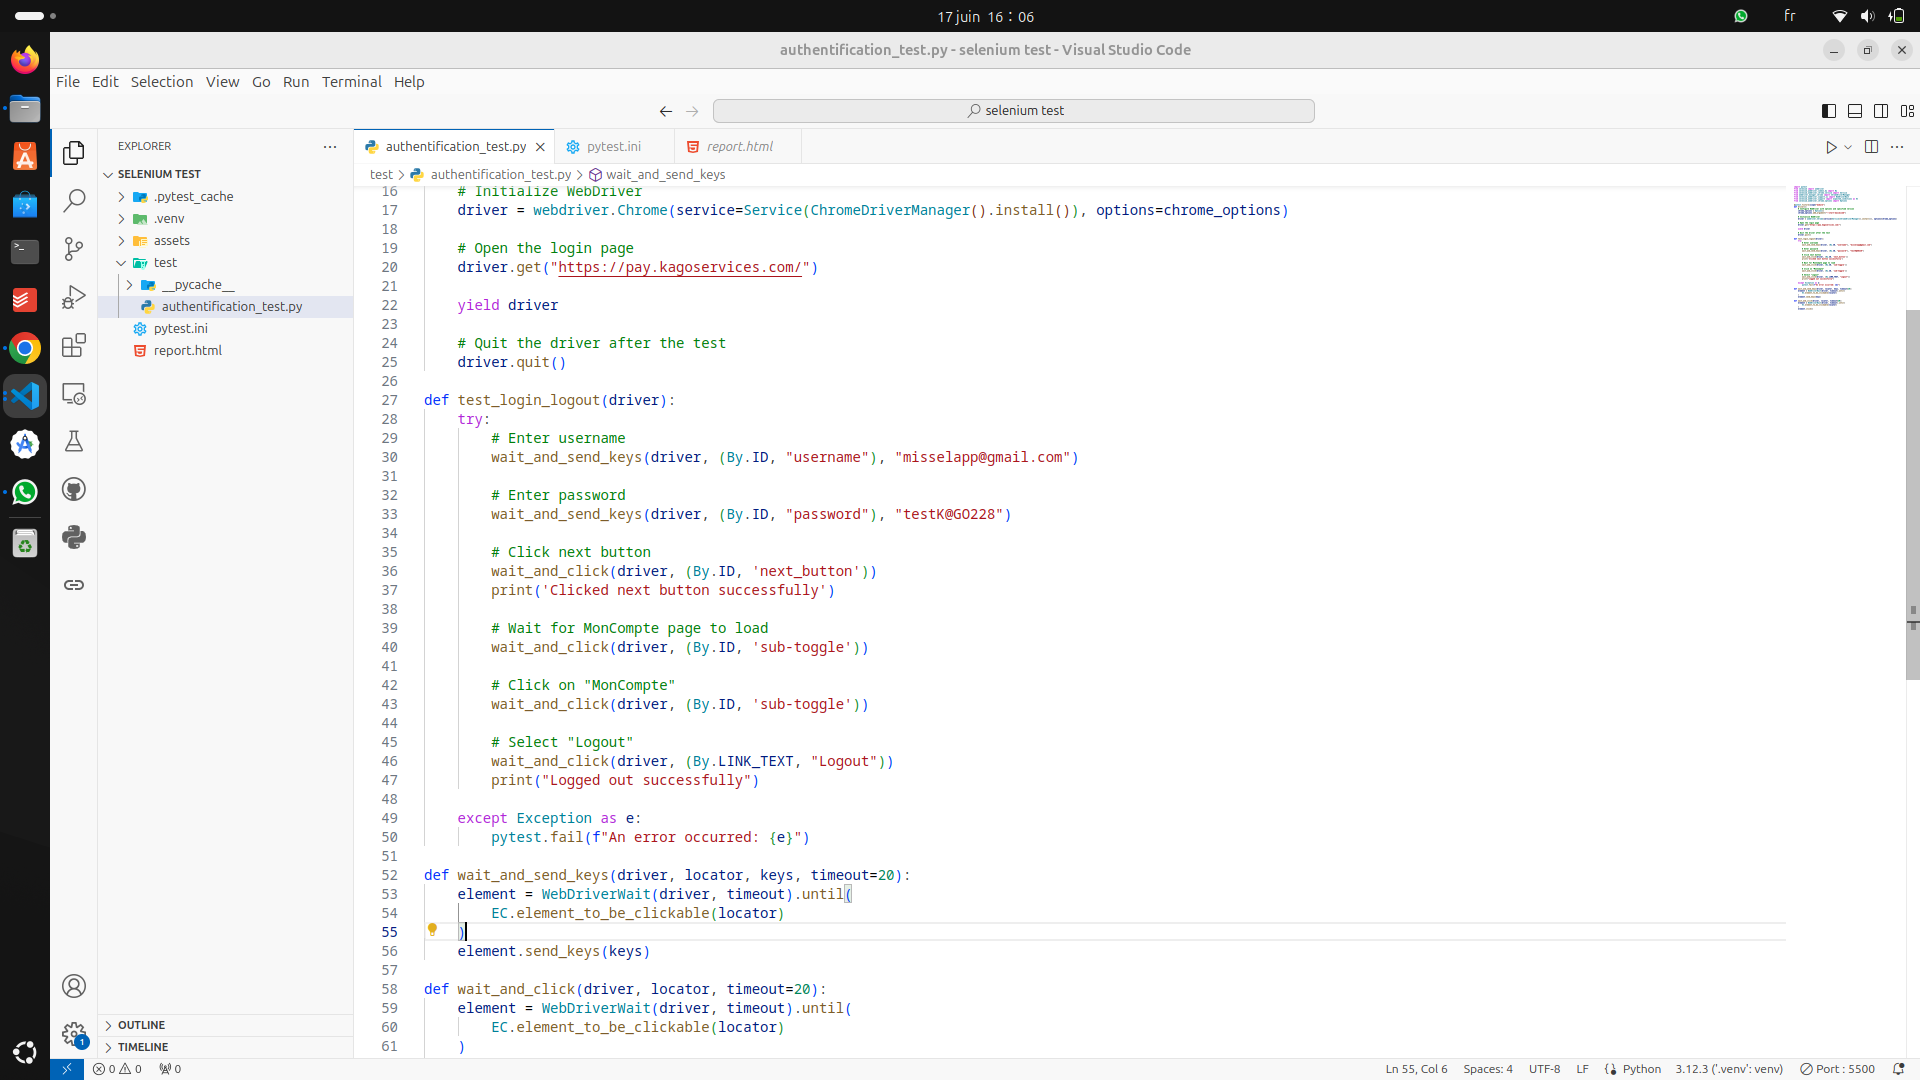 17 juin 16 : 06
fr
authentification_test.py - selenium test - Visual Studio Code
File Edit Selection View Go Run Terminal Help
selenium test
EXPLORER
SELENIUM TEST
.pytest_cache
.venv
assets
test
__pycache__
authentification_test.py
pytest.ini
report.html
OUTLINE
TIMELINE
authentification_test.py
pytest.ini
report.html
test > authentification_test.py > wait_and_send_keys
16 # Initialize WebDriver
17 driver = webdriver.Chrome(service=Service(ChromeDriverManager().install()), options=chrome_options)
18
19 # Open the login page
20 driver.get("https://pay.kagoservices.com/")
21
22 yield driver
23
24 # Quit the driver after the test
25 driver.quit()
26
27 def test_login_logout(driver):
28 try:
29 # Enter username
30 wait_and_send_keys(driver, (By.ID, "username"), "misselapp@gmail.com")
31
32 # Enter password
33 wait_and_send_keys(driver, (By.ID, "password"), "testK@GO228")
34
35 # Click next button
36 wait_and_click(driver, (By.ID, 'next_button'))
37 print('Clicked next button successfully')
38
39 # Wait for MonCompte page to load
40 wait_and_click(driver, (By.ID, 'sub-toggle'))
41
42 # Click on "MonCompte"
43 wait_and_click(driver, (By.ID, 'sub-toggle'))
44
45 # Select "Logout"
46 wait_and_click(driver, (By.LINK_TEXT, "Logout"))
47 print("Logged out successfully")
48
49 except Exception as e:
50 pytest.fail(f"An error occurred: {e}")
51
52 def wait_and_send_keys(driver, locator, keys, timeout=20):
53 element = WebDriverWait(driver, timeout).until(
54 EC.element_to_be_clickable(locator)
55 )
56 element.send_keys(keys)
57
58 def wait_and_click(driver, locator, timeout=20):
59 element = WebDriverWait(driver, timeout).until(
60 EC.element_to_be_clickable(locator)
61 )
1
0 0 0
Ln 55, Col 6 Spaces: 4 UTF-8 LF Python 3.12.3 ('.venv': venv) Port : 5500